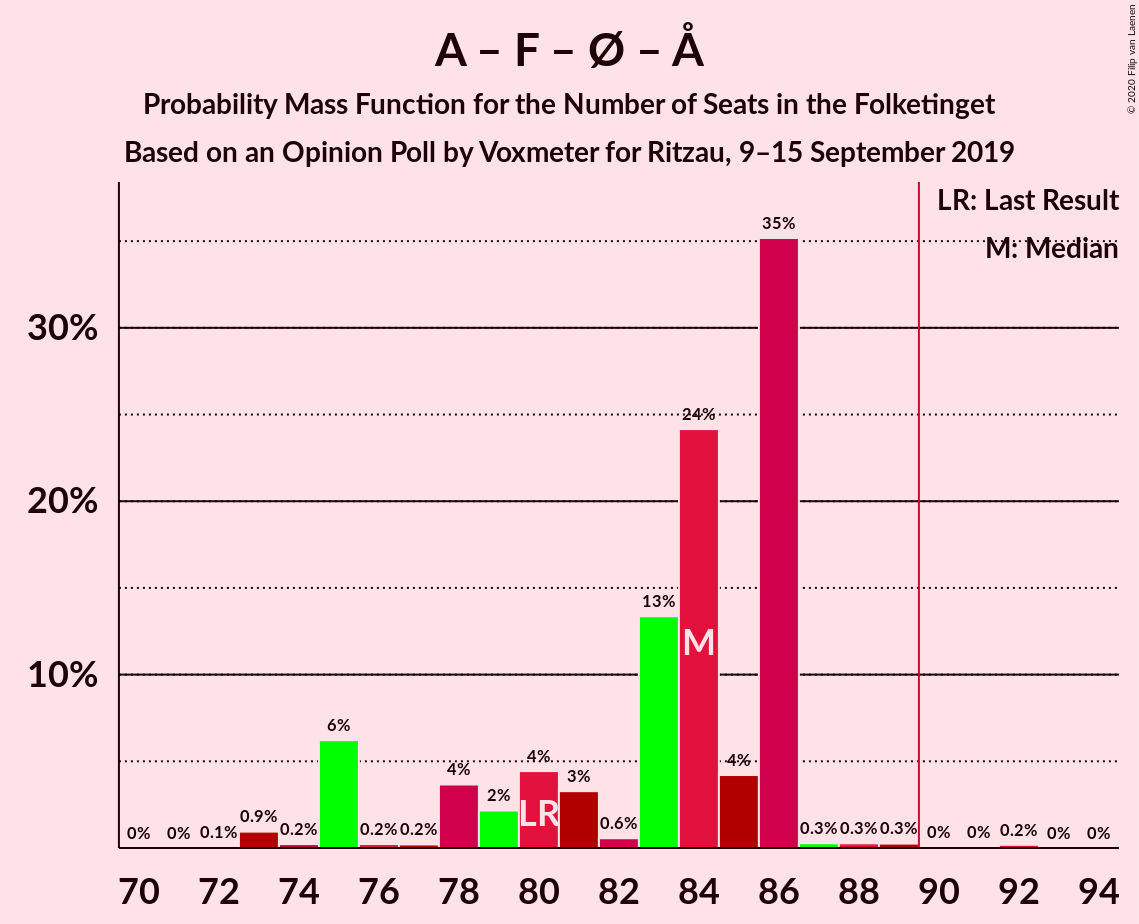 A – F – Ø – Å
Probability Mass Function for the Number of Seats in the Folketinget
Based on an Opinion Poll by Voxmeter for Ritzau, 9–15 September 2019
© 2020 Filip van Laenen
LR: Last Result
M: Median
30%
20%
10%
0% 0% 0.1% 0.9% 0.2% 6% 0.2% 0.2% 4% 2% 4% 3% 0.6% 13% 24% 4% 35% 0.3% 0.3% 0.3% 0% 0% 0.2% 0% 0%
M
LR
70 72 74 76 78 80 82 84 86 88 90 92 94